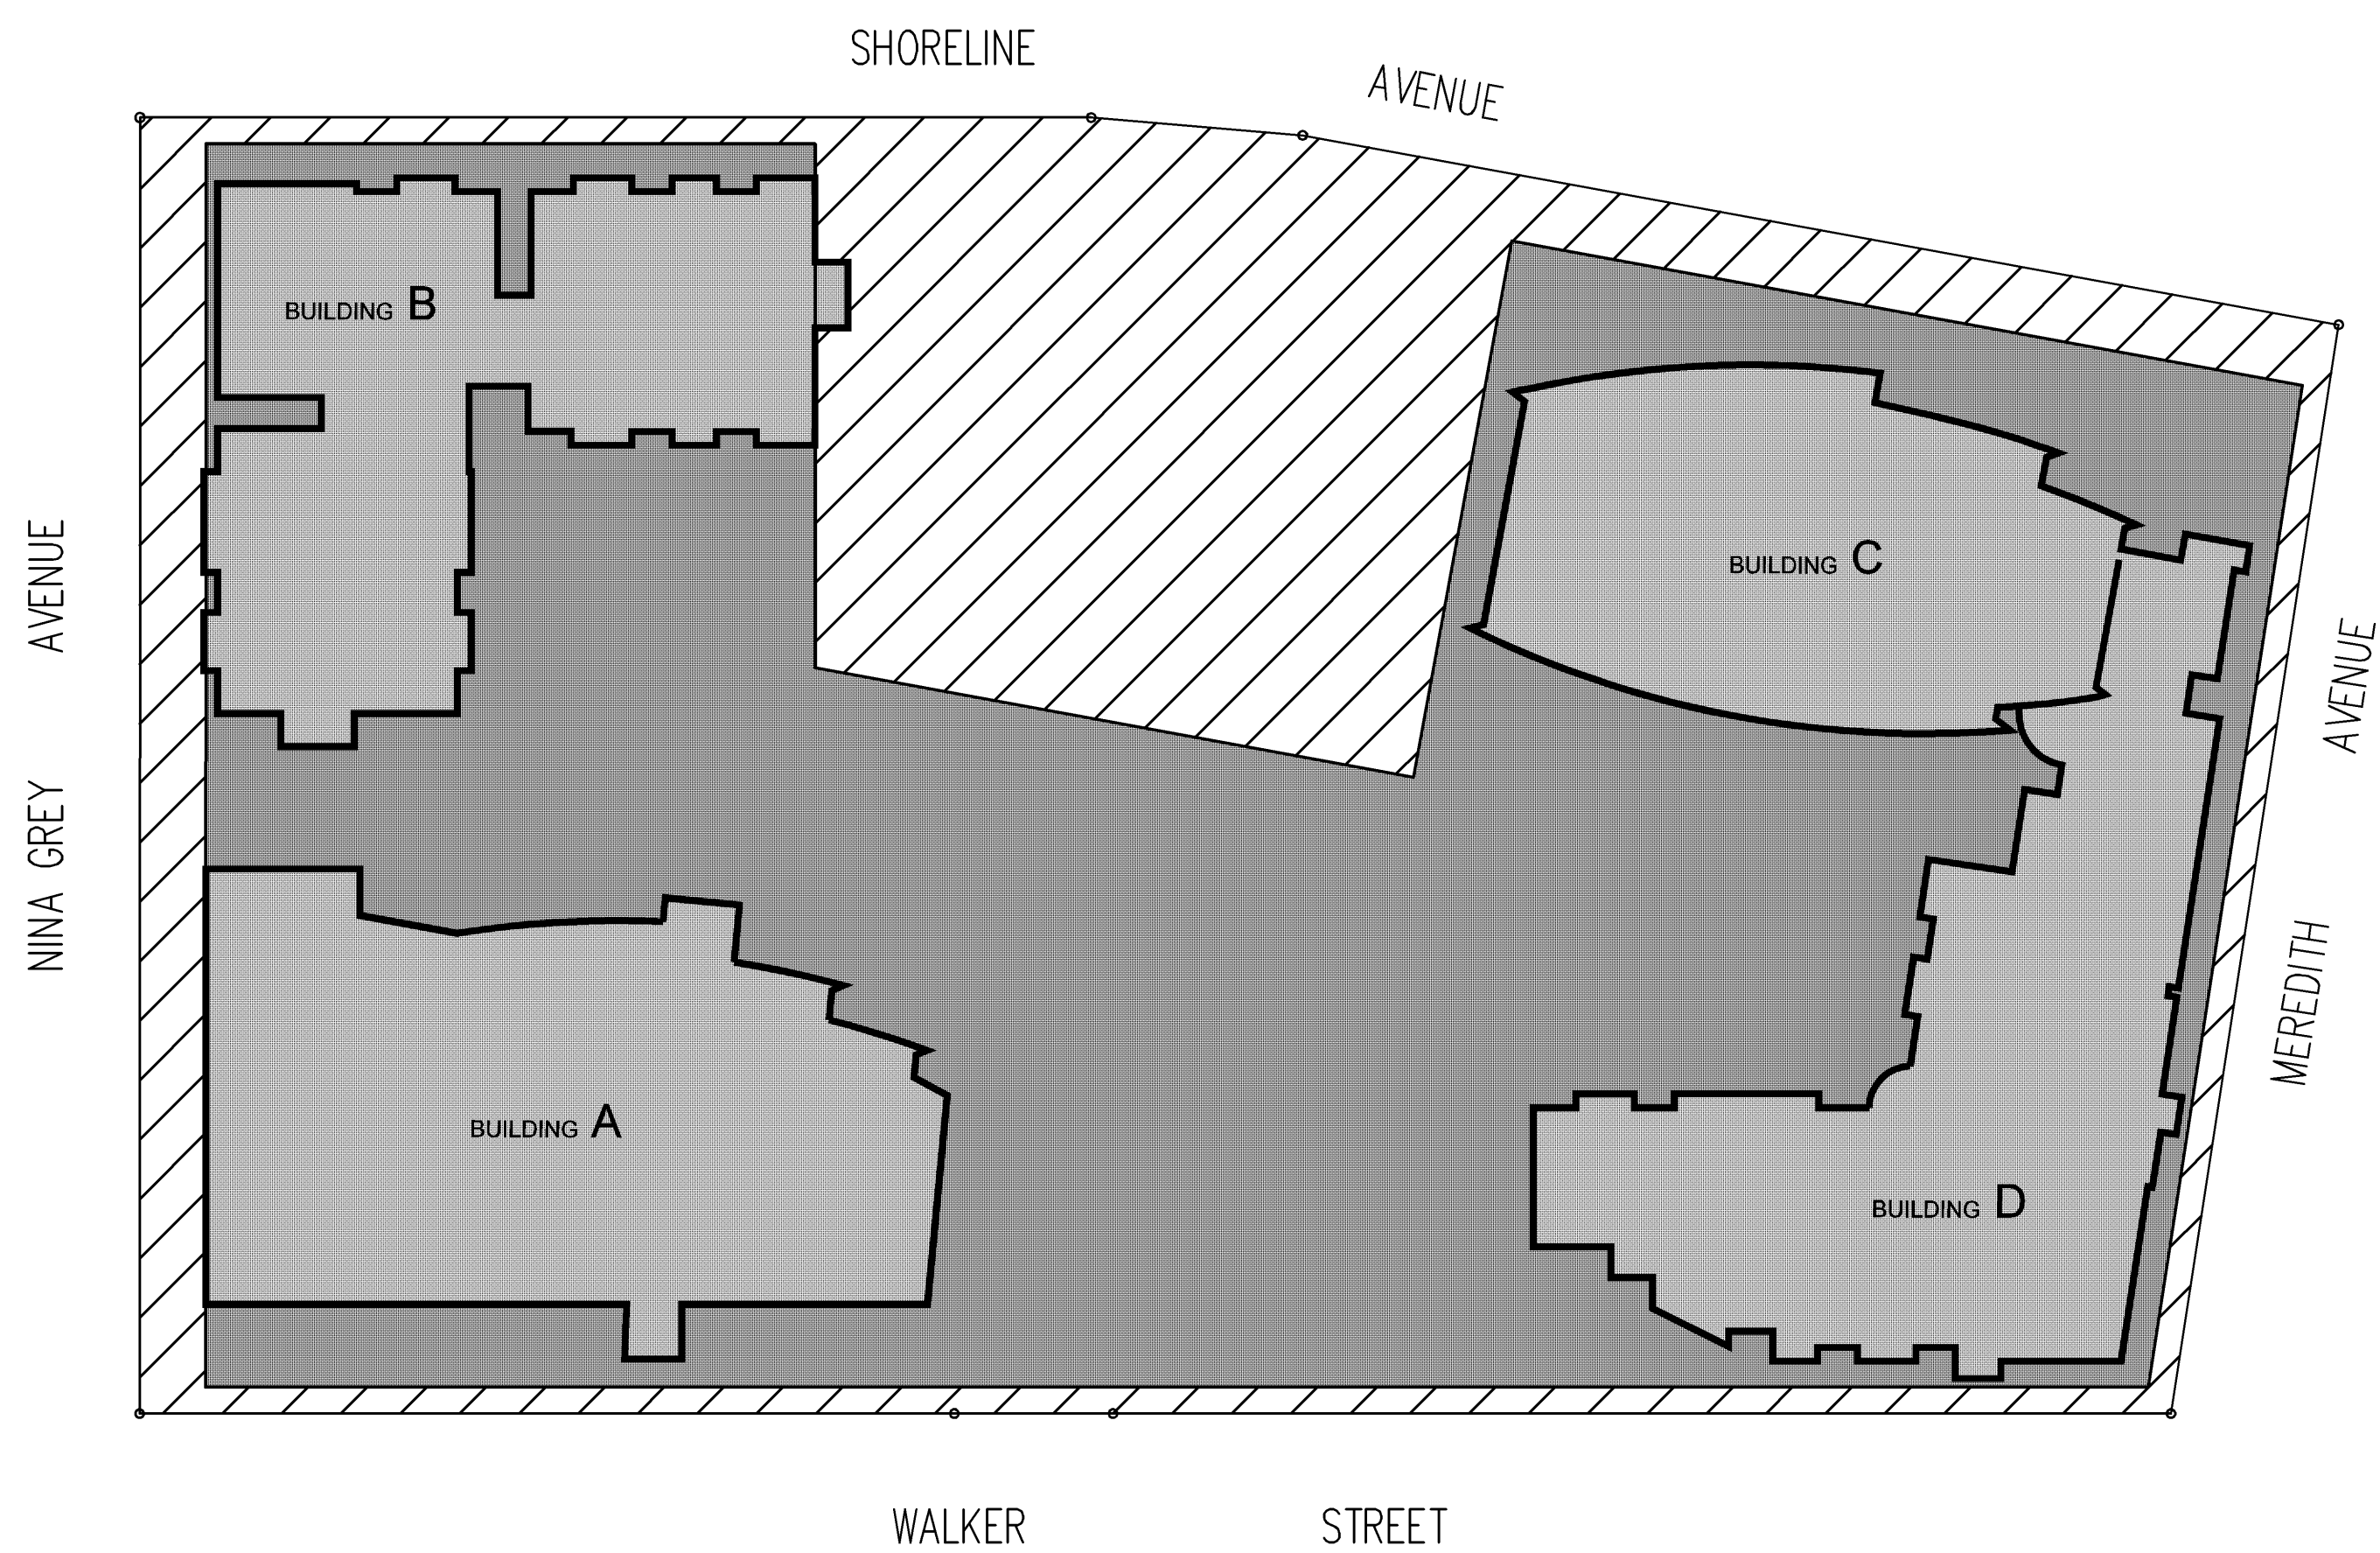 SHORELINE AVENUE
BUILDING B
BUILDING C
NINA GREY AVENUE
MEREDITH AVENUE
BUILDING A
BUILDING D
WALKER STREET